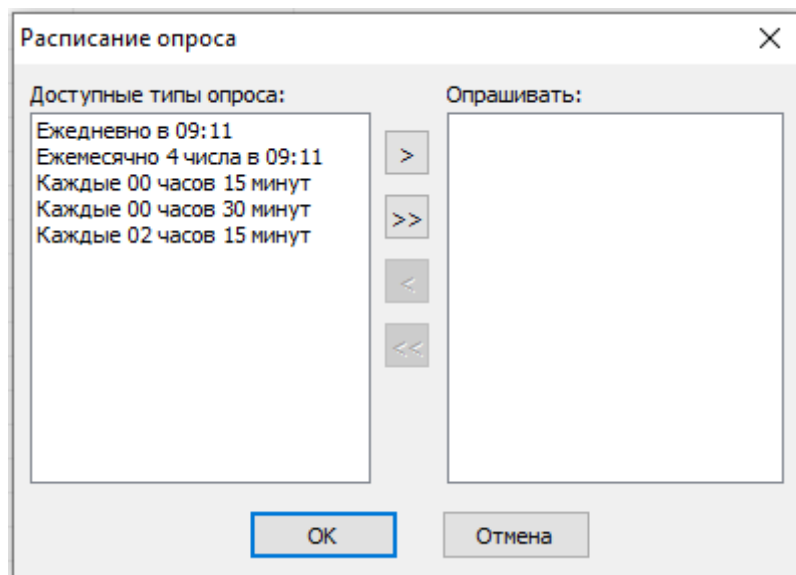 Расписание опроса
Доступные типы опроса:
Ежедневно в 09:11
Ежемесячно 4 числа в 09:11
Каждые 00 часов 15 минут
Каждые 00 часов 30 минут
Каждые 02 часов 15 минут
>
>>
<
<<
Опрашивать:
OK
Отмена